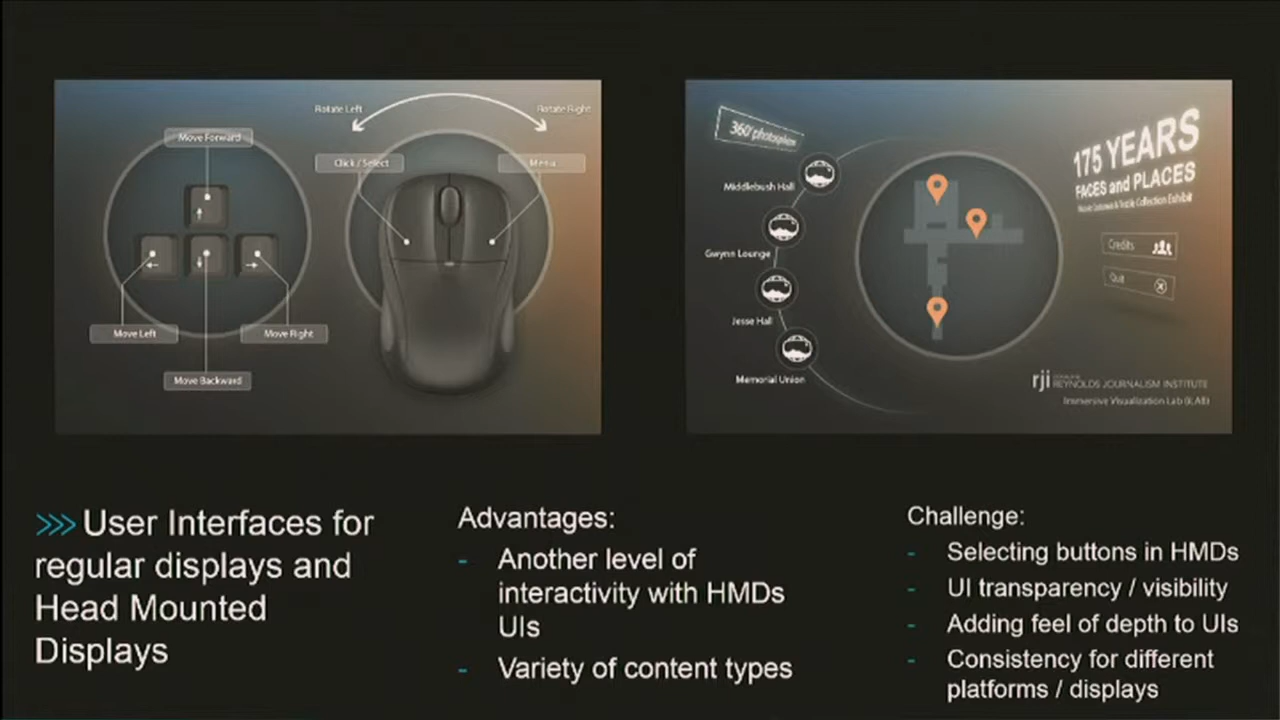 Rotate Left
Rotate Right
Move Forward
Click / Select
Menu
Move Left
Move Right
Move Backward
360° photosphere
Middlebush Hall
Gwynn Lounge
Jesse Hall
Memorial Union
175 YEARS
FACES and PLACES
Credits
Quit
rji
REYNOLDS JOURNALISM INSTITUTE
Immersive Visualization Lab (iLAB)
>>> User Interfaces for
regular displays and
Head Mounted
Displays
Advantages:
- Another level of
interactivity with HMDs
UIs
- Variety of content types
Challenge:
- Selecting buttons in HMDs
- UI transparency / visibility
- Adding feel of depth to UIs
- Consistency for different
platforms / displays